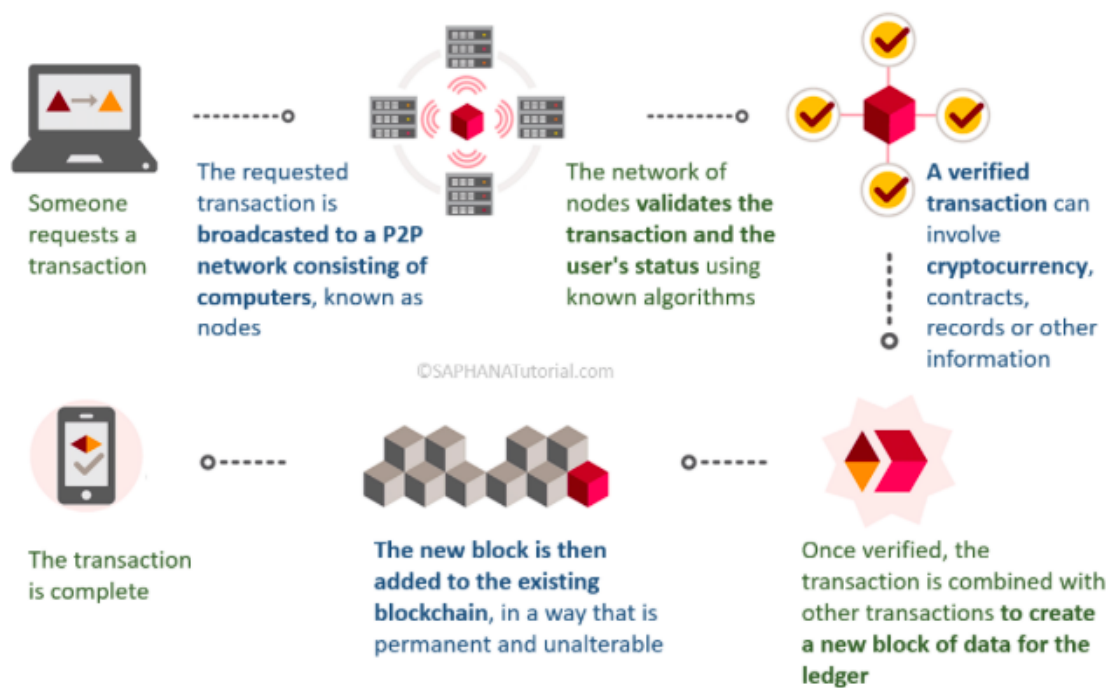 Someone
requests a
transaction
The requested
transaction is
broadcasted to a P2P
network consisting of
computers, known as
nodes
The network of
nodes validates the
transaction and the
user's status using
known algorithms
A verified
transaction can
involve
cryptocurrency,
contracts,
records or other
information
©SAPHANATutorial.com
Once verified, the
transaction is combined with
other transactions to create
a new block of data for the
ledger
The new block is then
added to the existing
blockchain, in a way that is
permanent and unalterable
The transaction
is complete